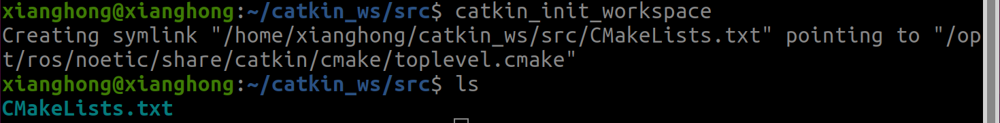 xianghong@xianghong:~/catkin_ws/src$ catkin_init_workspace
Creating symlink "/home/xianghong/catkin_ws/src/CMakeLists.txt" pointing to "/op
t/ros/noetic/share/catkin/cmake/toplevel.cmake"
xianghong@xianghong:~/catkin_ws/src$ ls
CMakeLists.txt